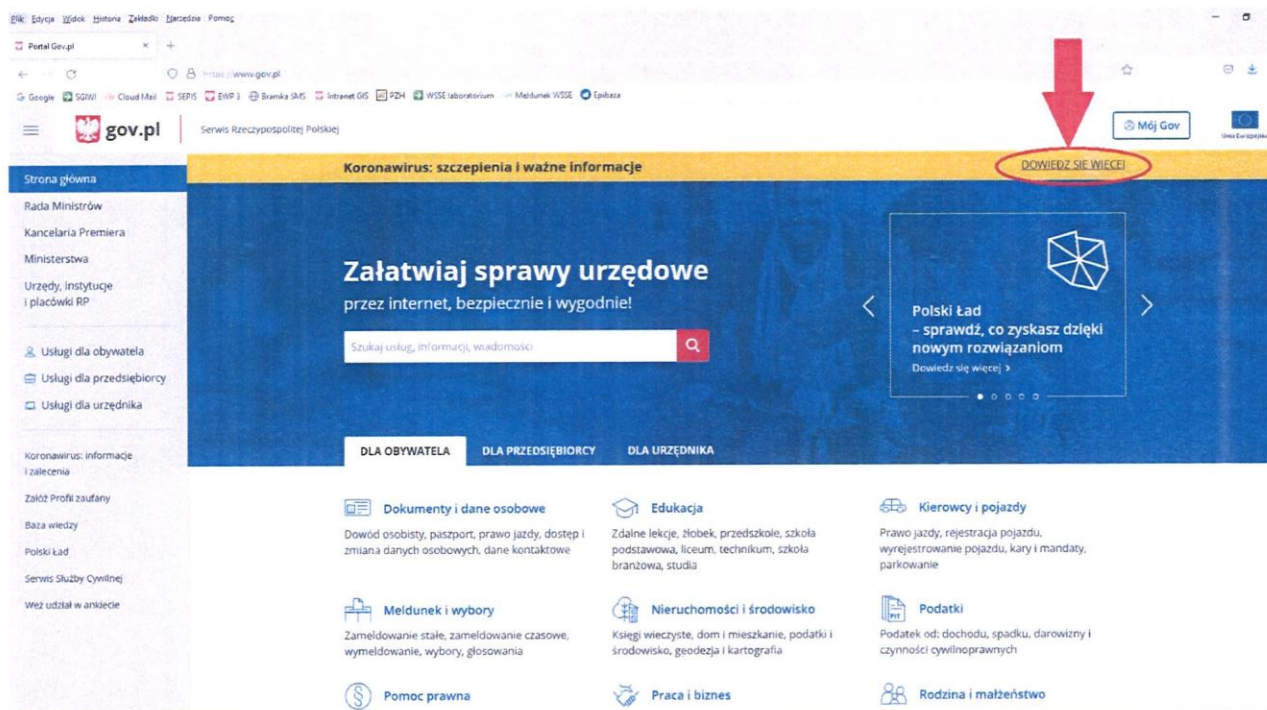 Plik Edycja Widok Historia Zakładki Narzędzia Pomoc
Portal Gov.pl
https://www.gov.pl
Google SGIWI Cloud Mail SEPIS EWP 3 Bramka SMS Intranet GIS PZH WSSE laboratorium Meldunek WSSE Epibaza
gov.pl
Serwis Rzeczypospolitej Polskiej
Mój Gov
Unia Europejska
Koronawirus: szczepienia i ważne informacje
DOWIEDZ SIĘ WIĘCEJ
Strona główna
Rada Ministrów
Kancelaria Premiera
Ministerstwa
Urzędy, instytucje
i placówki RP
Usługi dla obywatela
Usługi dla przedsiębiorcy
Usługi dla urzędnika
Koronawirus: informacje
i zalecenia
Załóż Profil zaufany
Baza wiedzy
Polski Ład
Serwis Służby Cywilnej
Weź udział w ankiecie
Załatwiaj sprawy urzędowe
przez internet, bezpiecznie i wygodnie!
Szukaj usług, informacji, wiadomości
Polski Ład
– sprawdź, co zyskasz dzięki
nowym rozwiązaniom
Dowiedz się więcej >
DLA OBYWATELA
DLA PRZEDSIĘBIORCY
DLA URZĘDNIKA
Dokumenty i dane osobowe
Dowód osobisty, paszport, prawo jazdy, dostęp i
zmiana danych osobowych, dane kontaktowe
Edukacja
Zdalne lekcje, żłobek, przedszkole, szkoła
podstawowa, liceum, technikum, szkoła
branżowa, studia
Kierowcy i pojazdy
Prawo jazdy, rejestracja pojazdu,
wyrejestrowanie pojazdu, kary i mandaty,
parkowanie
Meldunek i wybory
Zameldowanie stałe, zameldowanie czasowe,
wymeldowanie, wybory, głosowania
Nieruchomości i środowisko
Księgi wieczyste, dom i mieszkanie, podatki i
środowisko, geodezja i kartografia
PIT
Podatki
Podatek od: dochodu, spadku, darowizny i
czynności cywilnoprawnych
Pomoc prawna
Praca i biznes
Rodzina i małżeństwo